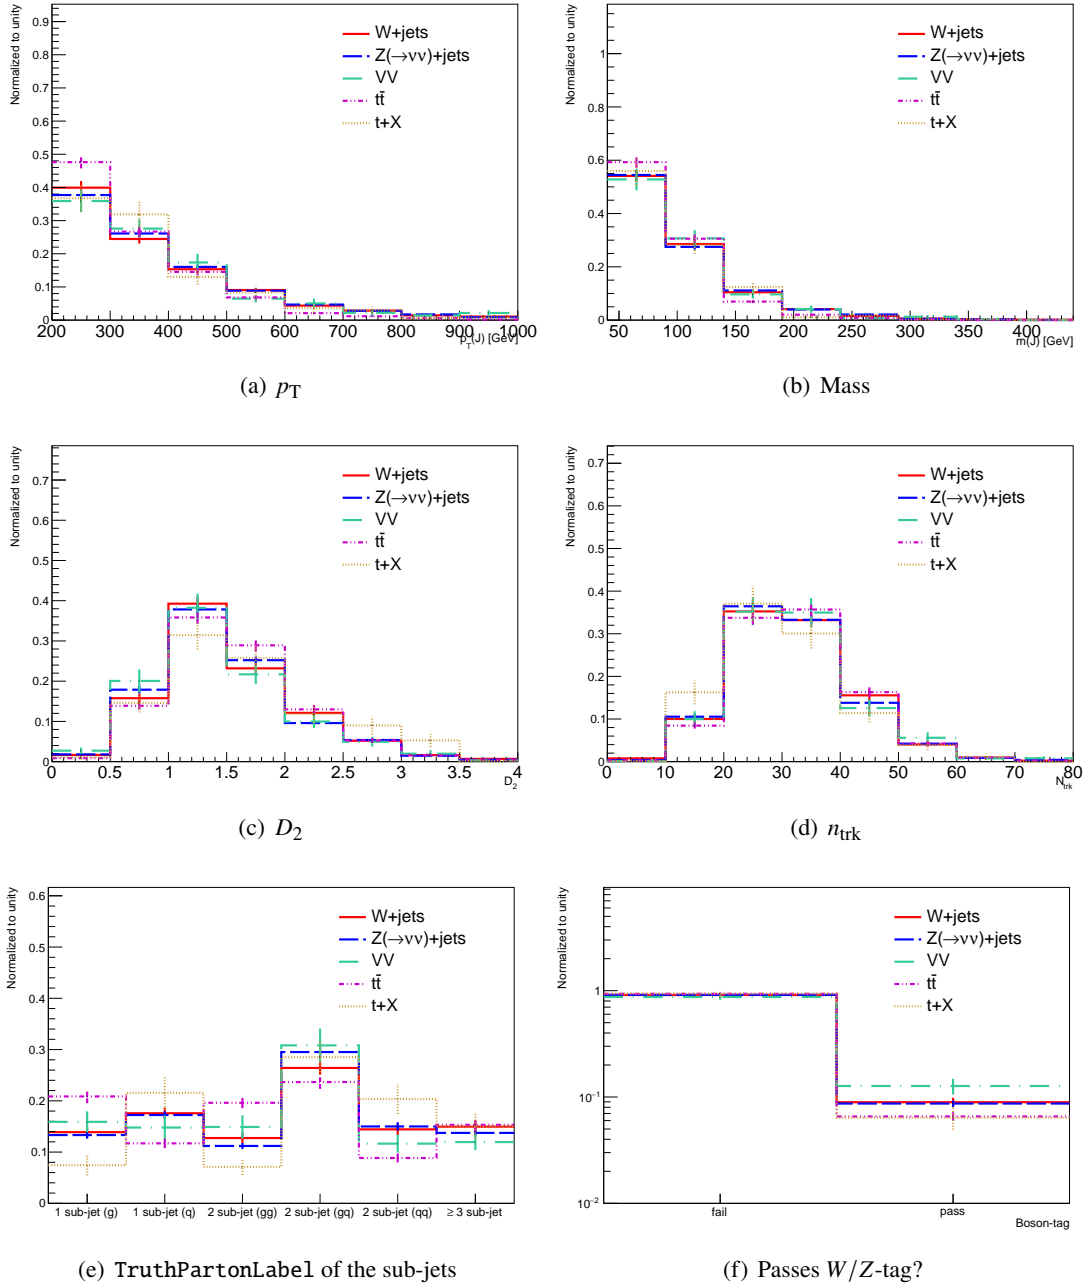 Normalized to unity
0.9
0.8
0.7
0.6
0.5
0.4
0.3
0.2
0.1
0
200 300 400 500 600 700 800 900 1000
p_T(J) [GeV]
W+jets
Z(→νν)+jets
VV
tt̄
t+X
(a) p_T
Normalized to unity
1
0.8
0.6
0.4
0.2
0
50 100 150 200 250 300 350 400
m(J) [GeV]
W+jets
Z(→νν)+jets
VV
tt̄
t+X
(b) Mass
Normalized to unity
0.7
0.6
0.5
0.4
0.3
0.2
0.1
0
0 0.5 1 1.5 2 2.5 3 3.5 4
D_2
W+jets
Z(→νν)+jets
VV
tt̄
t+X
(c) D_2
Normalized to unity
0.7
0.6
0.5
0.4
0.3
0.2
0.1
0
0 10 20 30 40 50 60 70 80
N_trk
W+jets
Z(→νν)+jets
VV
tt̄
t+X
(d) n_trk
Normalized to unity
0.6
0.5
0.4
0.3
0.2
0.1
0
1 sub-jet (g) 1 sub-jet (q) 2 sub-jet (gg) 2 sub-jet (gq) 2 sub-jet (qq) ≥ 3 sub-jet
W+jets
Z(→νν)+jets
VV
tt̄
t+X
(e) TruthPartonLabel of the sub-jets
Normalized to unity
1
10^−1
10^−2
fail pass
Boson-tag
W+jets
Z(→νν)+jets
VV
tt̄
t+X
(f) Passes W/Z-tag?